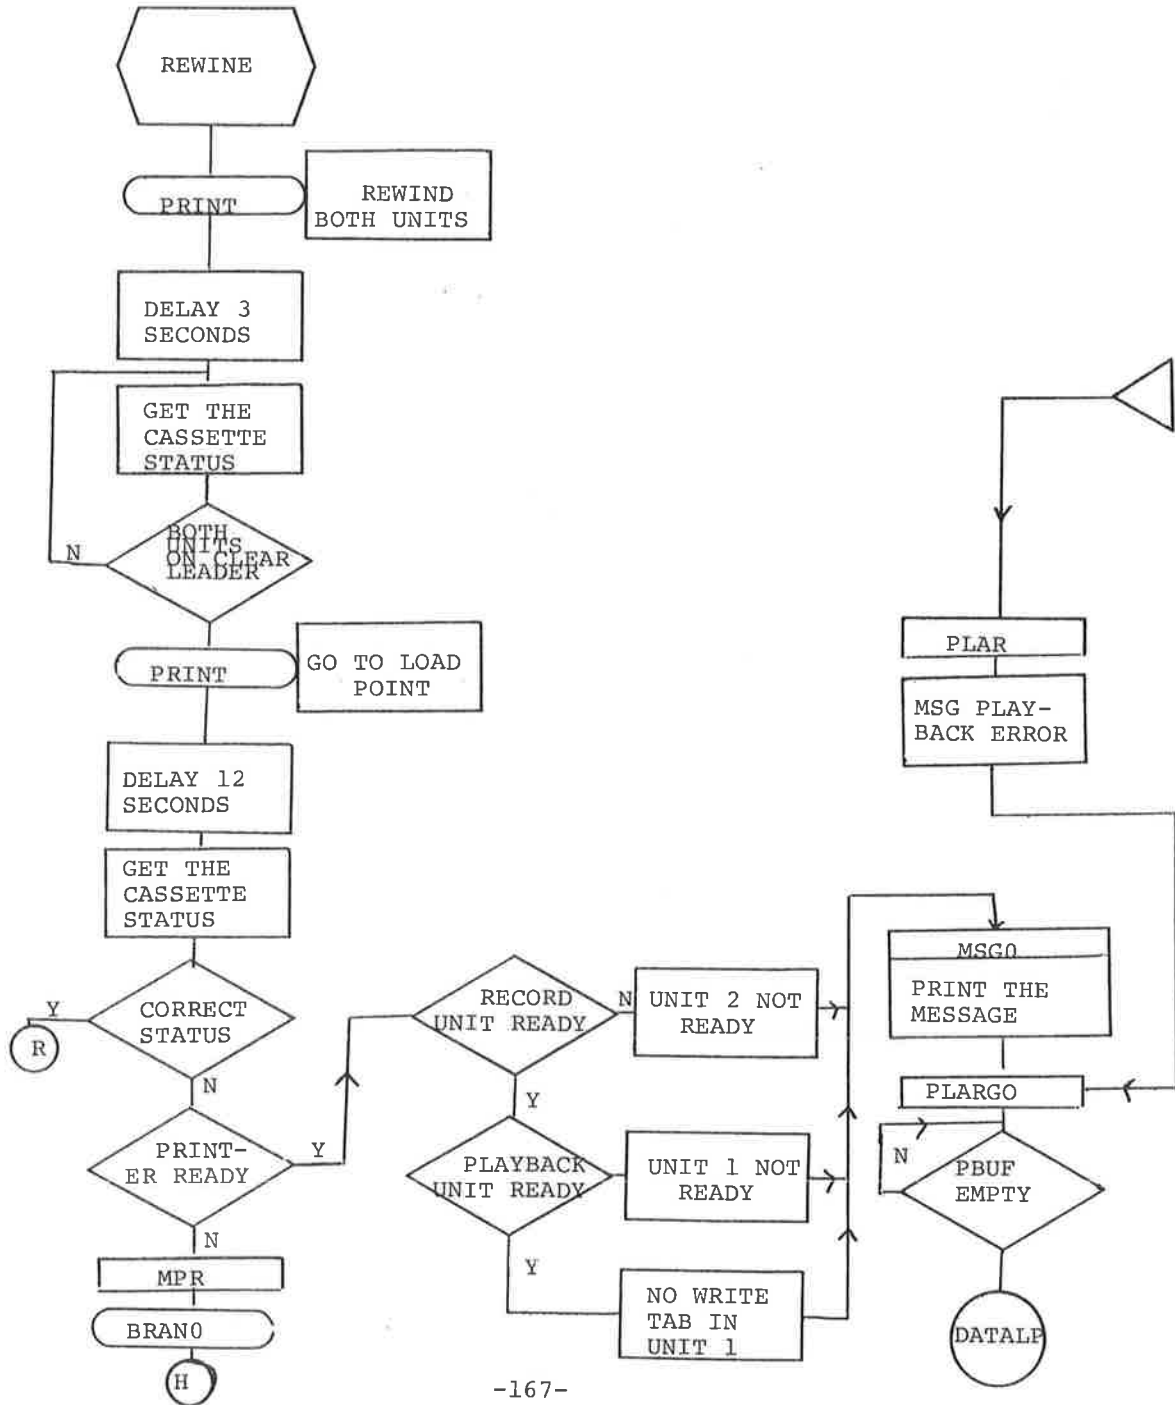 REWINE
PRINT
REWIND
BOTH UNITS
DELAY 3
SECONDS
GET THE
CASSETTE
STATUS
BOTH
UNITS
ON CLEAR
LEADER
N
PRINT
GO TO LOAD
POINT
DELAY 12
SECONDS
GET THE
CASSETTE
STATUS
CORRECT
STATUS
Y
R
N
PRINT-
ER READY
Y
N
MPR
BRAN0
H
RECORD
UNIT READY
N
UNIT 2 NOT
READY
Y
PLAYBACK
UNIT READY
UNIT 1 NOT
READY
Y
NO WRITE
TAB IN
UNIT 1
PLAR
MSG PLAY-
BACK ERROR
MSG0
PRINT THE
MESSAGE
PLARGO
N
PBUF
EMPTY
DATALP
-167-